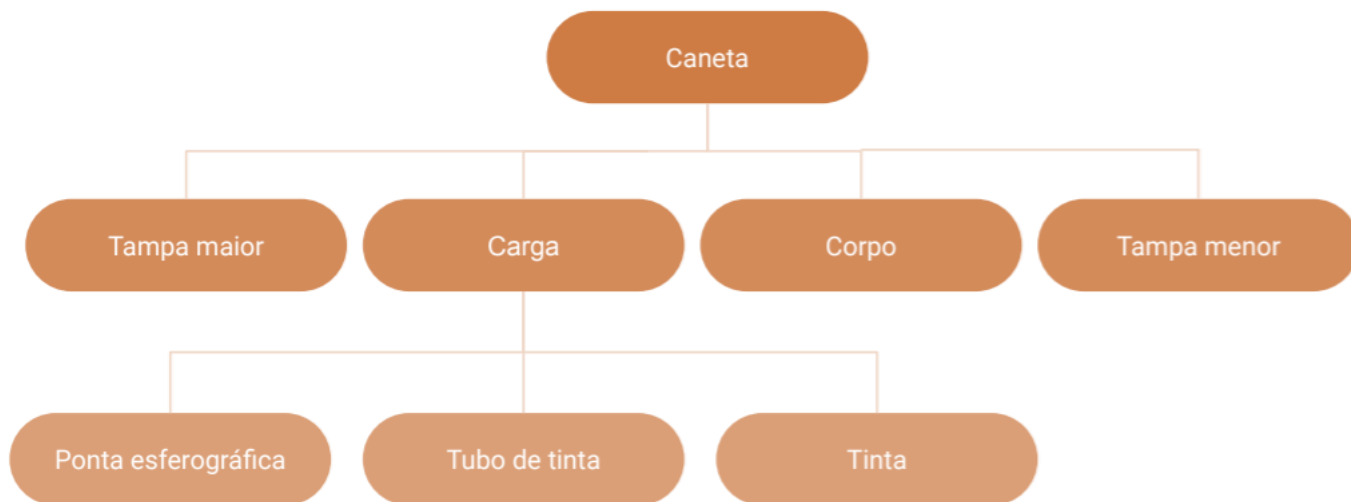 Caneta
Tampa maior
Carga
Corpo
Tampa menor
Ponta esferográfica
Tubo de tinta
Tinta